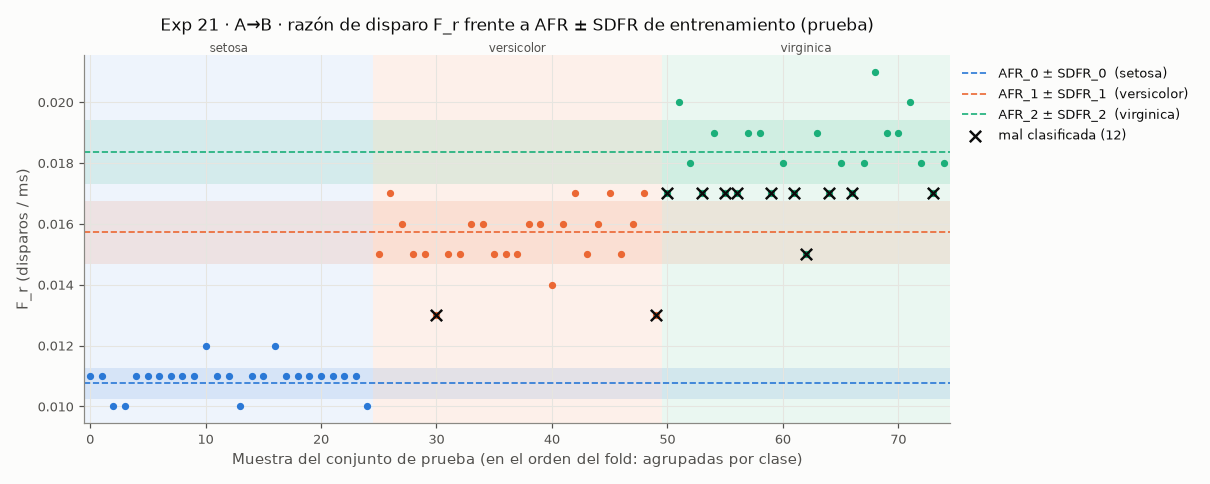 Exp 21 · A→B · razón de disparo F_r frente a AFR ± SDFR de entrenamiento (prueba)
setosa
versicolor
virginica
AFR_0 ± SDFR_0 (setosa)
AFR_1 ± SDFR_1 (versicolor)
AFR_2 ± SDFR_2 (virginica)
mal clasificada (12)
F_r (disparos / ms)
0.020
0.018
0.016
0.014
0.012
0.010
0
10
20
30
40
50
60
70
Muestra del conjunto de prueba (en el orden del fold: agrupadas por clase)